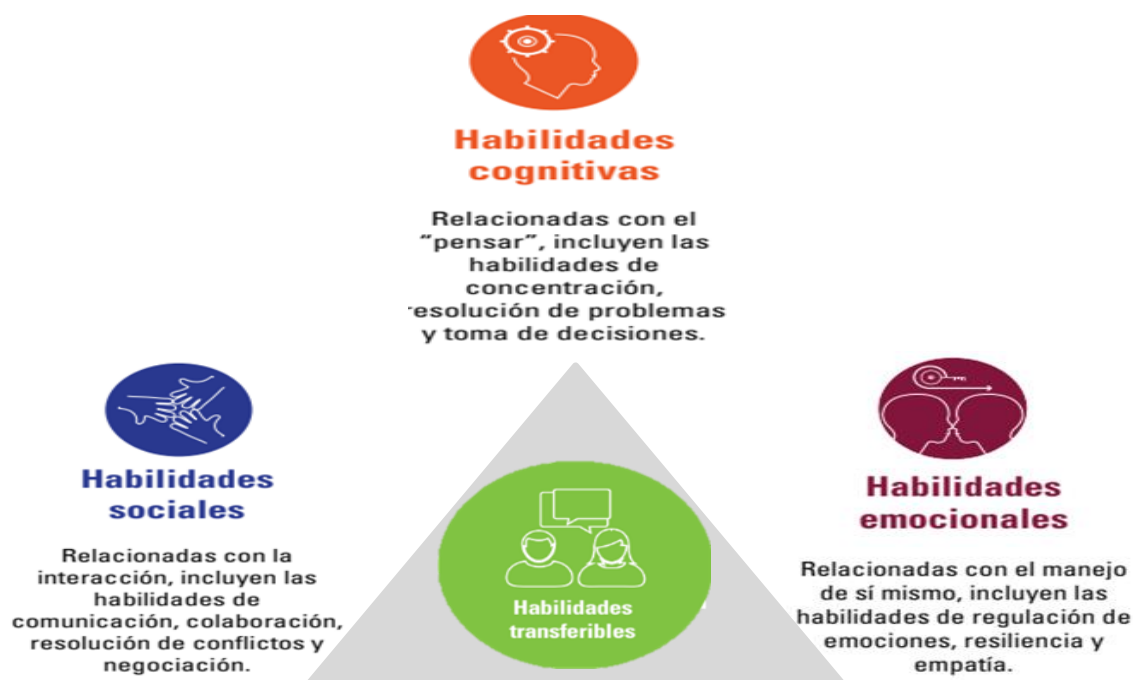 Habilidades
cognitivas
Relacionadas con el
“pensar”, incluyen las
habilidades de
concentración,
resolución de problemas
y toma de decisiones.
Habilidades
sociales
Relacionadas con la
interacción, incluyen las
habilidades de
comunicación, colaboración,
resolución de conflictos y
negociación.
Habilidades
transferibles
Habilidades
emocionales
Relacionadas con el manejo
de sí mismo, incluyen las
habilidades de regulación de
emociones, resiliencia y
empatía.